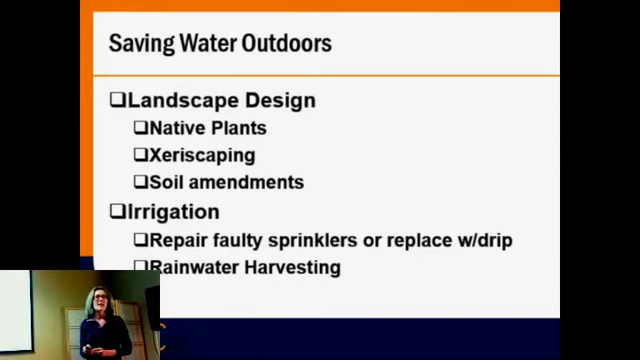 Saving Water Outdoors
❑Landscape Design
❑Native Plants
❑Xeriscaping
❑Soil amendments
❑Irrigation
❑Repair faulty sprinklers or replace w/drip
❑Rainwater Harvesting